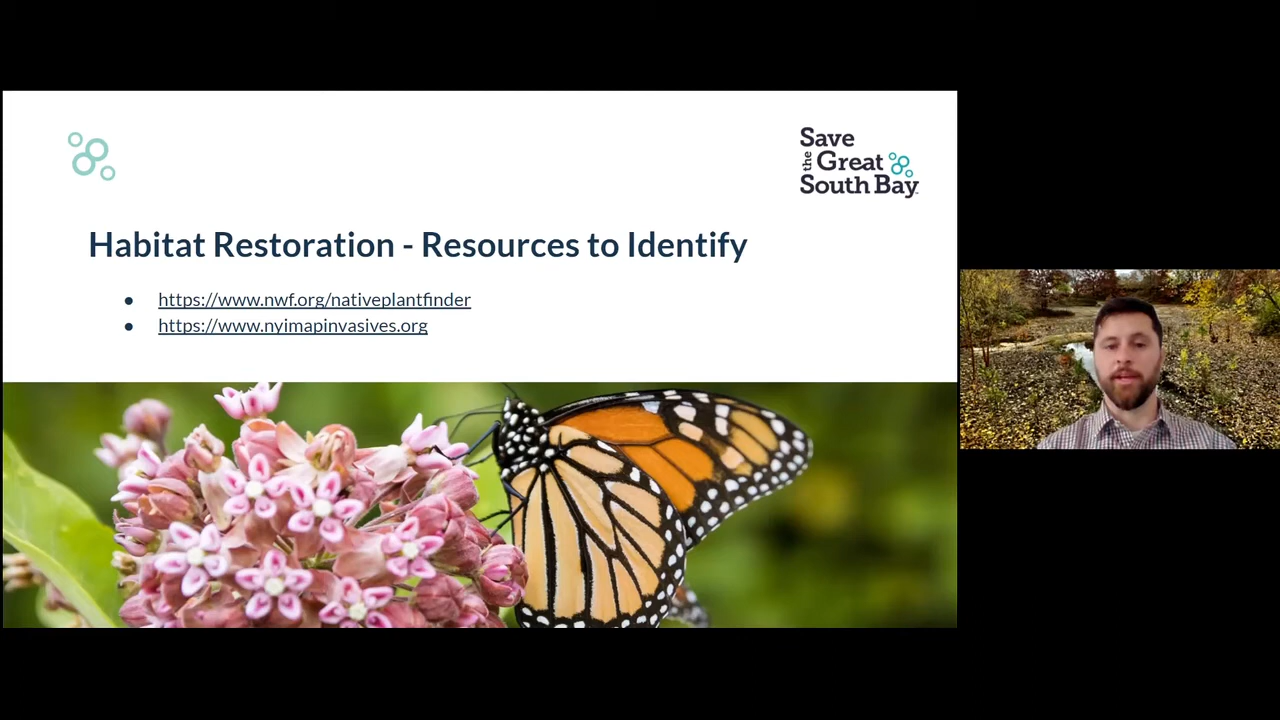 Save
the Great
South Bay
Habitat Restoration - Resources to Identify
● https://www.nwf.org/nativeplantfinder
● https://www.nyimapinvasives.org